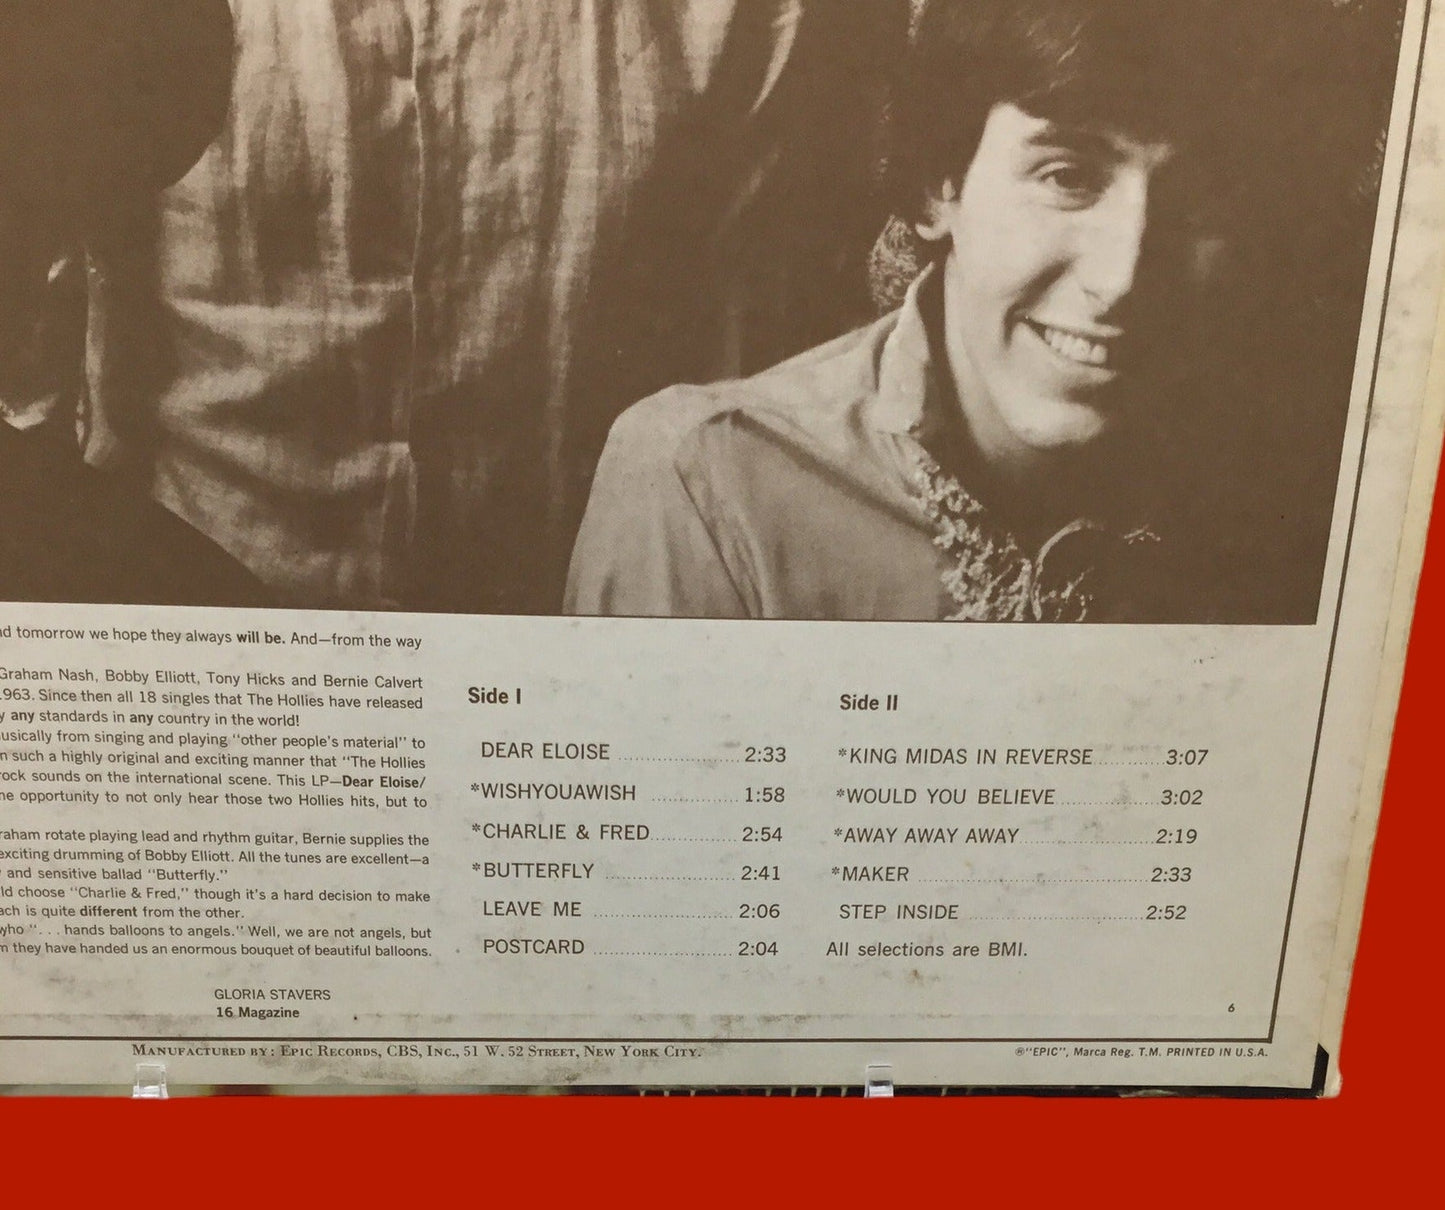 tomorrow we hope they always will be. And—from the way
Graham Nash, Bobby Elliott, Tony Hicks and Bernie Calvert
963. Since then all 18 singles that The Hollies have released
any standards in any country in the world!
from singing and playing "other people's material" to
such a highly original and exciting manner that "The Hollies
sounds on the international scene. This LP—Dear Eloise/
opportunity to not only hear those two Hollies hits, but to
rotate playing lead and rhythm guitar, Bernie supplies the
exciting drumming of Bobby Elliott. All the tunes are excellent—a
and sensitive ballad "Butterfly."
choose "Charlie & Fred," though it's a hard decision to make
is quite different from the other.
who ". . . hands balloons to angels." Well, we are not angels, but
they have handed us an enormous bouquet of beautiful balloons.
GLORIA STAVERS
16 Magazine
Side I
DEAR ELOISE 2:33
*WISHYOUAWISH 1:58
*CHARLIE & FRED 2:54
*BUTTERFLY 2:41
LEAVE ME 2:06
POSTCARD 2:04
Side II
*KING MIDAS IN REVERSE 3:07
*WOULD YOU BELIEVE 3:02
*AWAY AWAY AWAY 2:19
*MAKER 2:33
STEP INSIDE 2:52
All selections are BMI.
6
Manufactured by: Epic Records, CBS, Inc., 51 W. 52 Street, New York City.
®"EPIC", Marca Reg. T.M. PRINTED IN U.S.A.